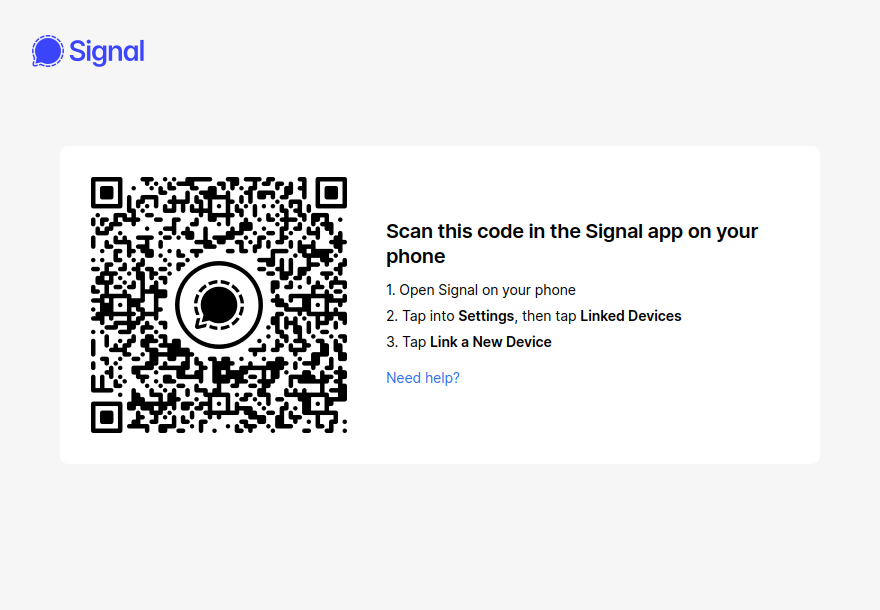 Signal
Scan this code in the Signal app on your
phone
1. Open Signal on your phone
2. Tap into Settings, then tap Linked Devices
3. Tap Link a New Device
Need help?